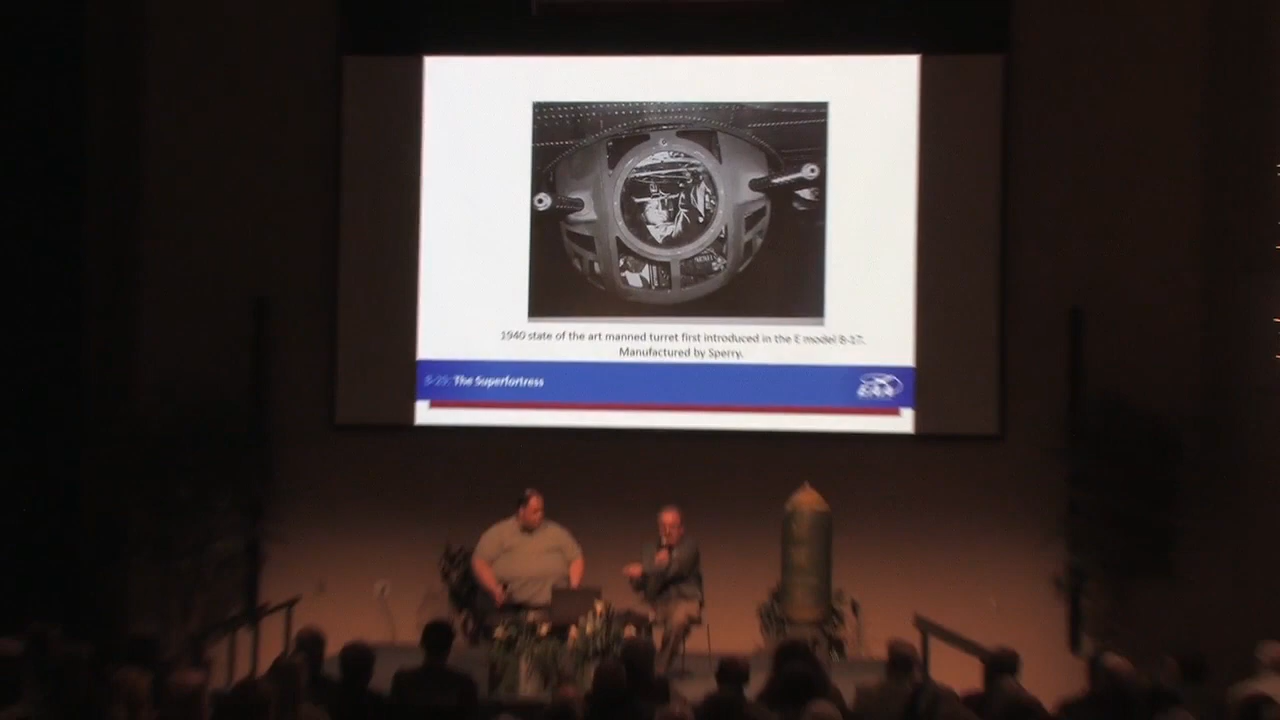 1940 state of the art manned turret first introduced in the E model B-17.
Manufactured by Sperry.
B-29: The Superfortress
EAA